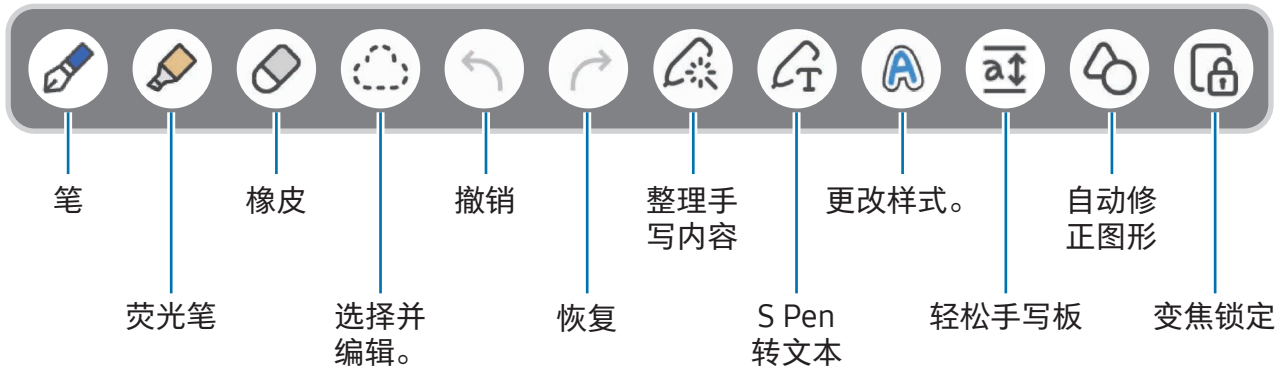 笔
橡皮
撤销
整理手
写内容
更改样式。
自动修
正图形
荧光笔
选择并
编辑。
恢复
S Pen
转文本
轻松手写板
变焦锁定